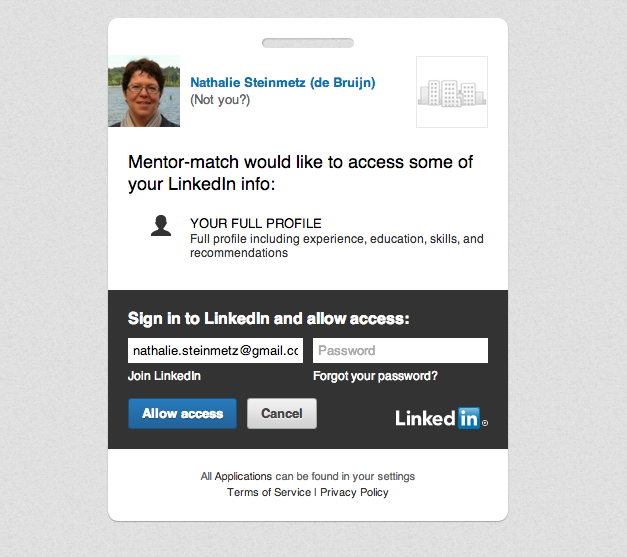 Nathalie Steinmetz (de Bruijn)
(Not you?)
Mentor-match would like to access some of
your LinkedIn info:
YOUR FULL PROFILE
Full profile including experience, education, skills, and
recommendations
Sign in to LinkedIn and allow access:
nathalie.steinmetz@gmail.cc Password
Join LinkedIn Forgot your password?
Allow access Cancel
Linked in ®
All Applications can be found in your settings
Terms of Service | Privacy Policy